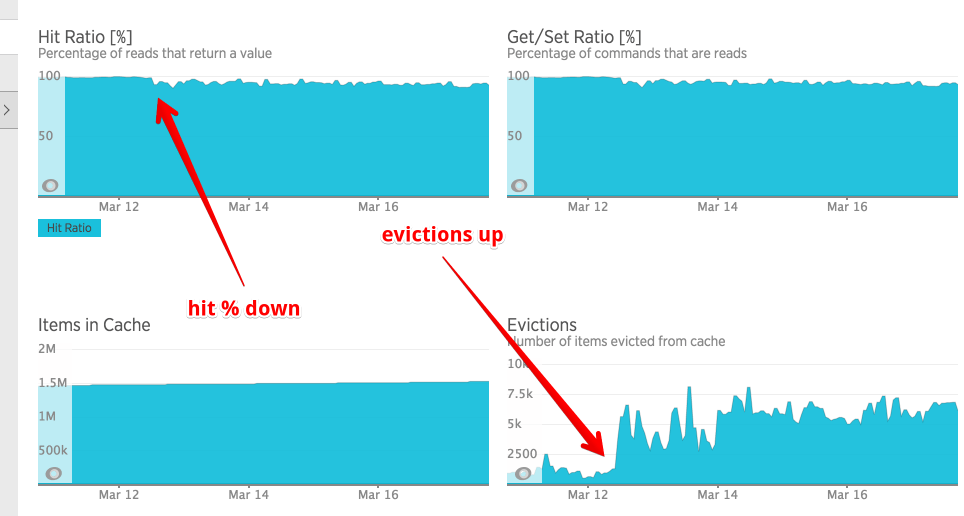 Hit Ratio [%]
Percentage of reads that return a value
100
50
Mar 12 Mar 14 Mar 16
Hit Ratio
Get/Set Ratio [%]
Percentage of commands that are reads
100
50
Mar 12 Mar 14 Mar 16
evictions up
hit % down
Items in Cache
2M
1.5M
1M
500k
Mar 12 Mar 14 Mar 16
Evictions
Number of items evicted from cache
10k
7.5k
5k
2500
Mar 12 Mar 14 Mar 16